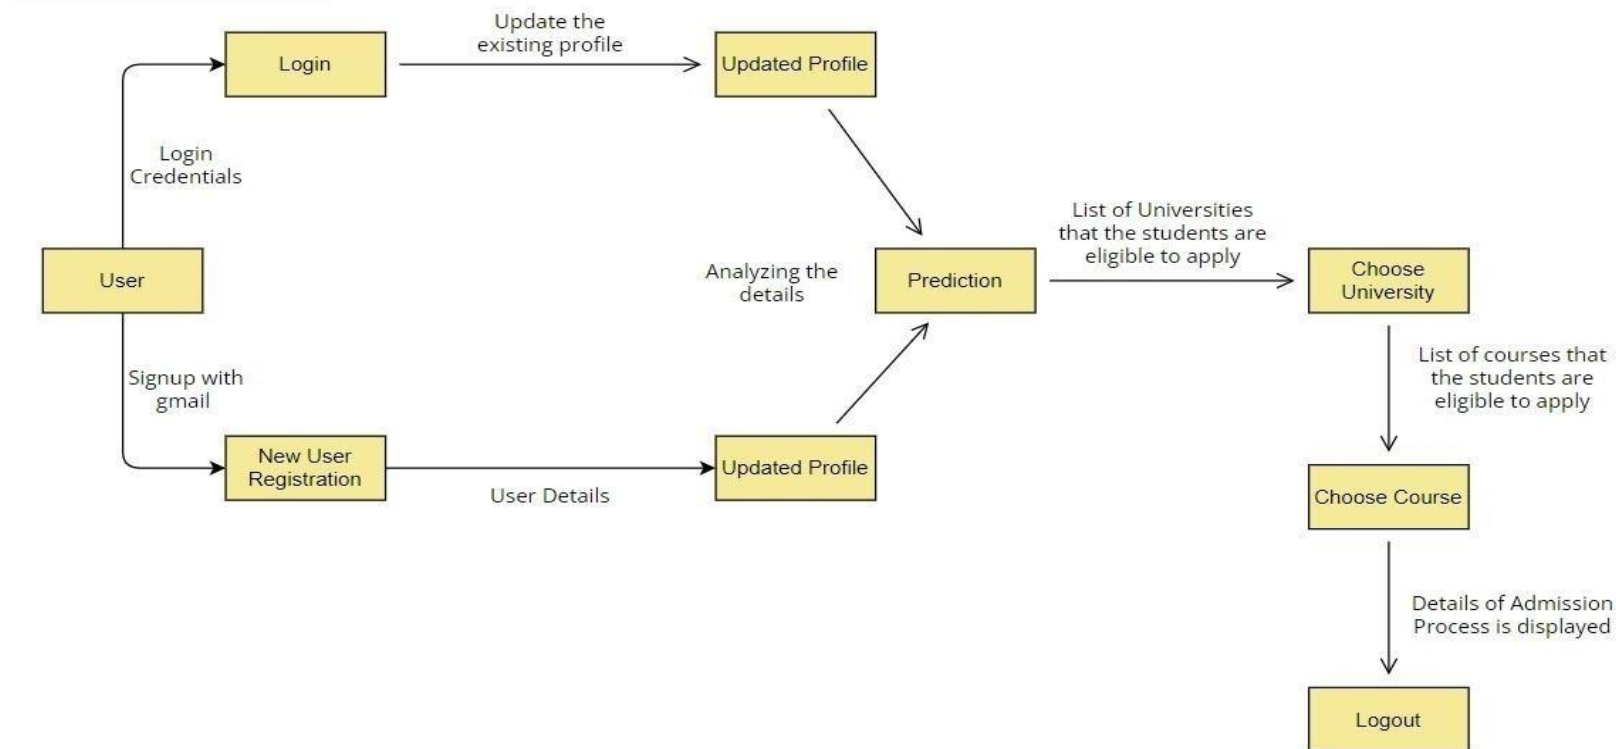 Update the
existing profile
Login
Updated Profile
Login
Credentials
List of Universities
that the students are
eligible to apply
User
Analyzing the
details
Prediction
Choose
University
Signup with
gmail
List of courses that
the students are
eligible to apply
New User
Registration
User Details
Updated Profile
Choose Course
Details of Admission
Process is displayed
Logout